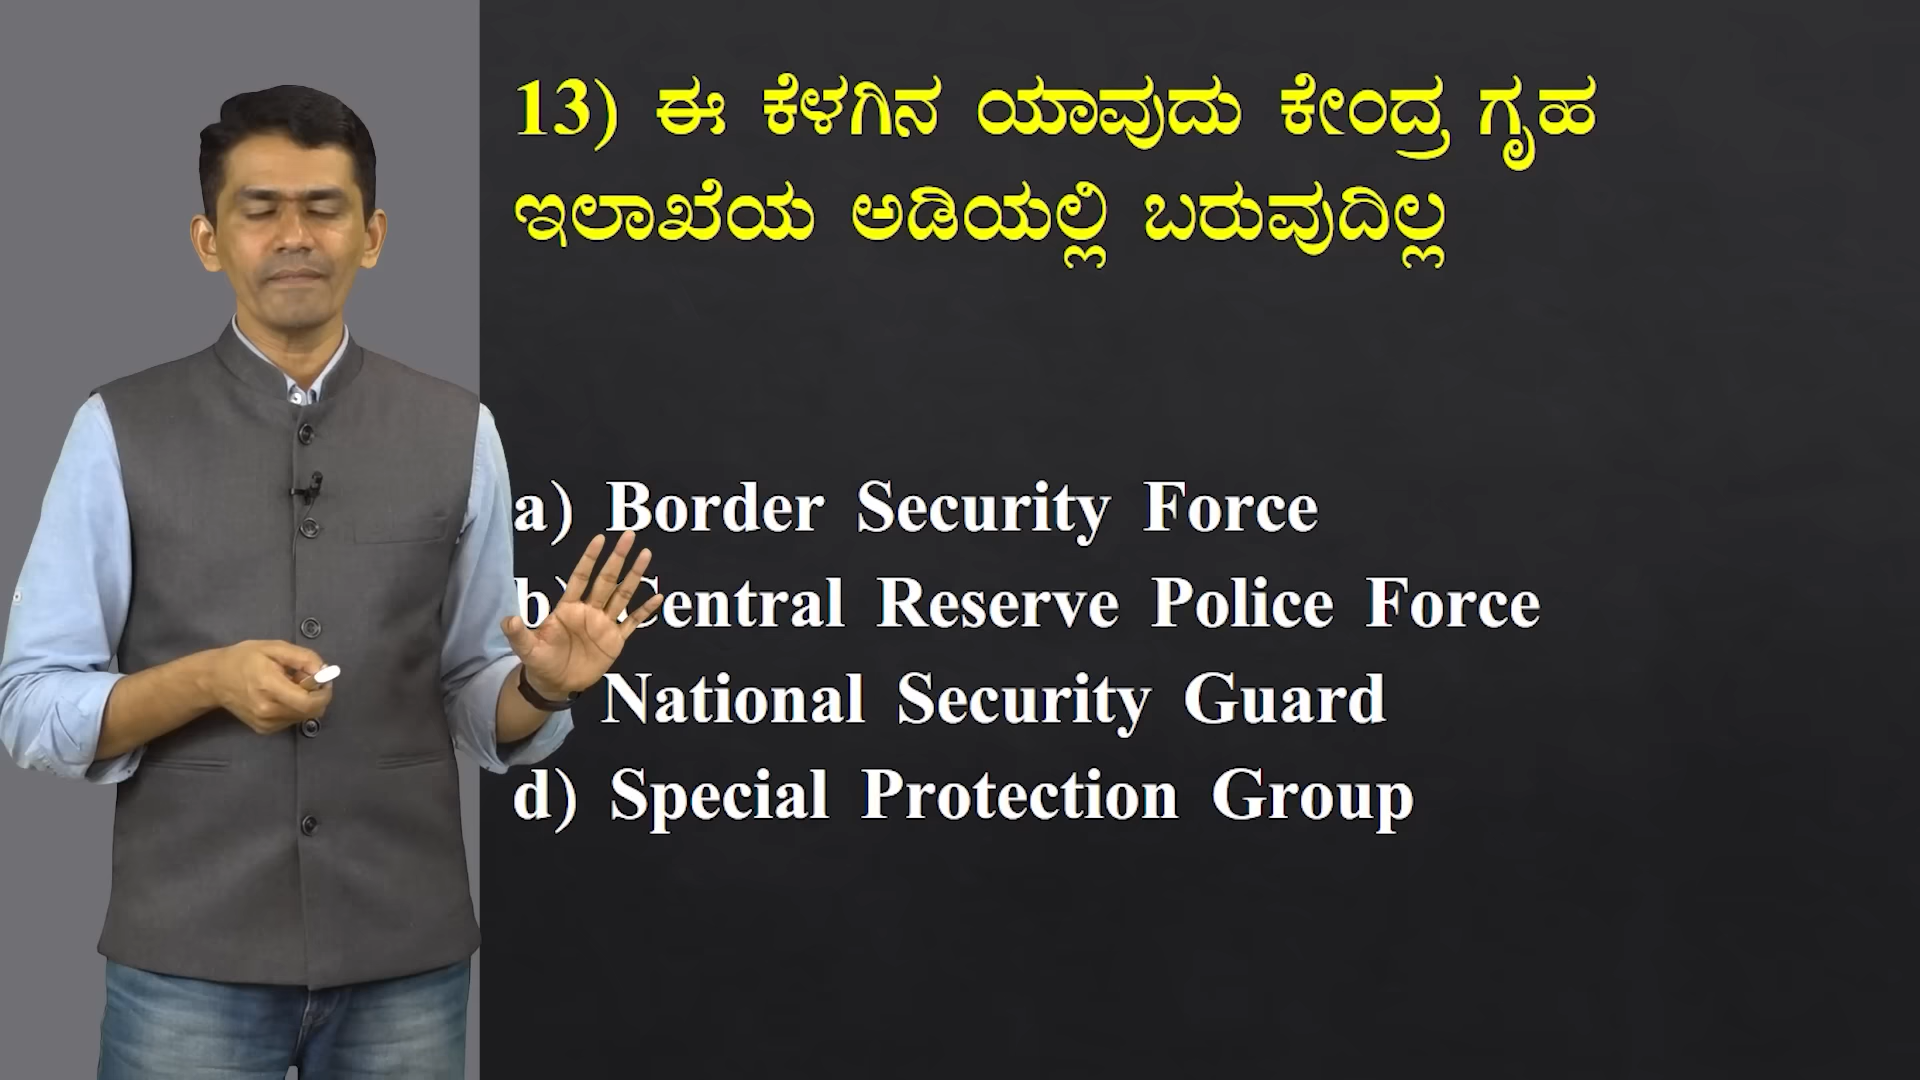 13) ಈ ಕೆಳಗಿನ ಯಾವುದು ಕೇಂದ್ರ ಗೃಹ
ಇಲಾಖೆಯ ಅಡಿಯಲ್ಲಿ ಬರುವುದಿಲ್ಲ
a) Border Security Force
b) Central Reserve Police Force
National Security Guard
d) Special Protection Group